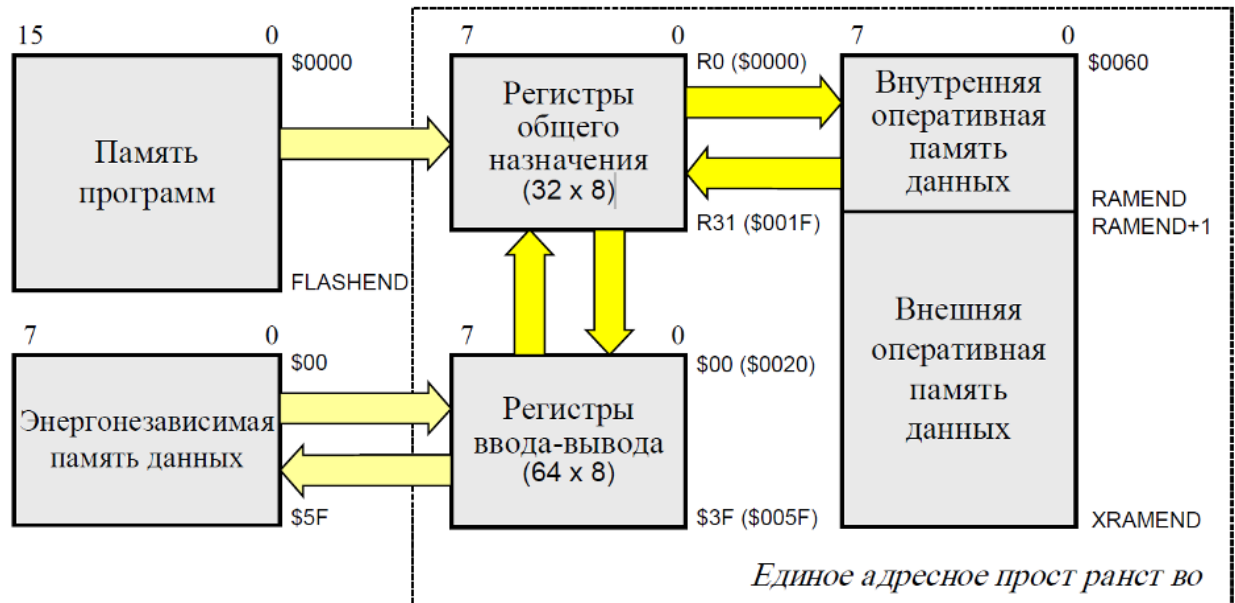 15 0
$0000
Память
программ
FLASHEND
7 0
R0 ($0000)
Регистры
общего
назначения
(32 x 8)
R31 ($001F)
7 0
$0060
Внутренняя
оперативная
память
данных
RAMEND
RAMEND+1
Внешняя
оперативная
память
данных
XRAMEND
7 0
$00
Энергонезависимая
память данных
$5F
7 0
$00 ($0020)
Регистры
ввода-вывода
(64 x 8)
$3F ($005F)
Единое адресное прост ранст во